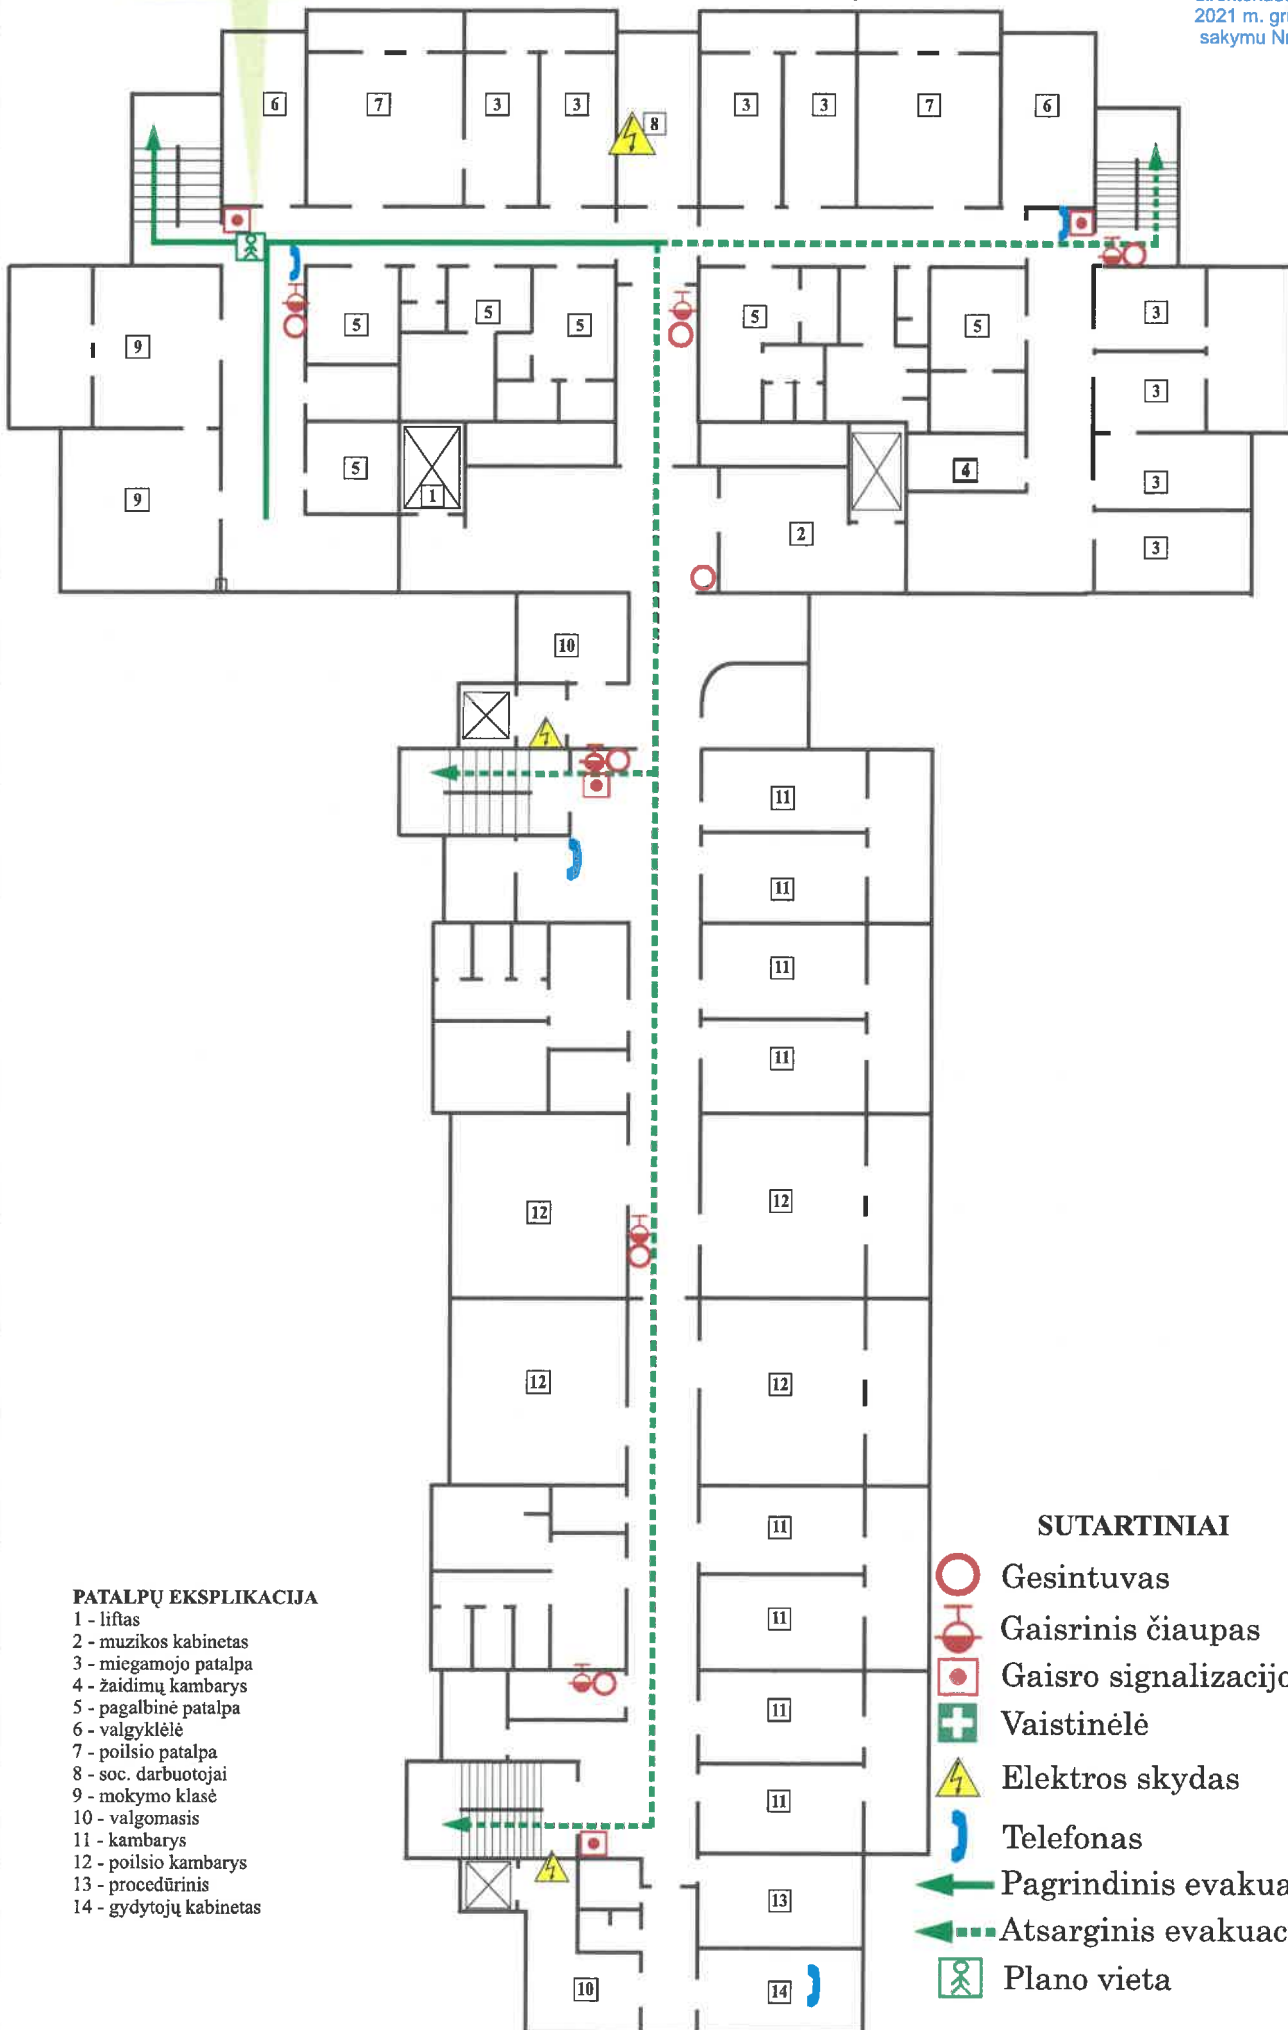 2021 m.
sakymu
6
7
3
3
8
3
3
7
6
9
5
5
5
5
5
3
3
9
5
1
2
4
3
3
10
11
11
11
11
12
12
12
12
11
11
11
11
13
10
14
PATALPŲ EKSPLIKACIJA
1 - liftas
2 - muzikos kabinetas
3 - miegamojo patalpa
4 - žaidimų kambarys
5 - pagalbinė patalpa
6 - valgyklėlė
7 - poilsio patalpa
8 - soc. darbuotojai
9 - mokymo klasė
10 - valgomasis
11 - kambarys
12 - poilsio kambarys
13 - procedūrinis
14 - gydytojų kabinetas
SUTARTINIAI
Gesintuvas
Gaisrinis čiaupas
Gaisro signalizacijo
Vaistinėlė
Elektros skydas
Telefonas
Pagrindinis evakua
Atsarginis evakuac
Plano vieta